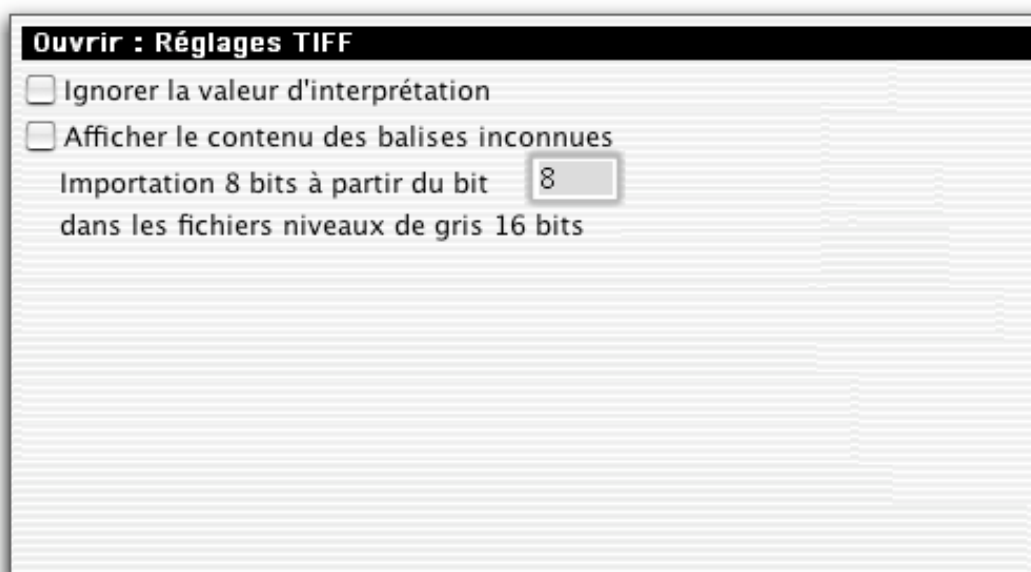 Ouvrir : Réglages TIFF
Ignorer la valeur d'interprétation
Afficher le contenu des balises inconnues
Importation 8 bits à partir du bit 8
dans les fichiers niveaux de gris 16 bits